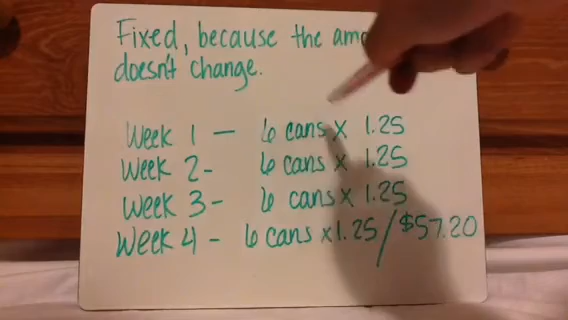 Fixed, because the
doesn't change.
Week 1 - 6 cans x 1.25
Week 2- 6 cans x 1.25
Week 3- 6 cans x 1.25
Week 4 - 6 cans x 1.25/$57.20